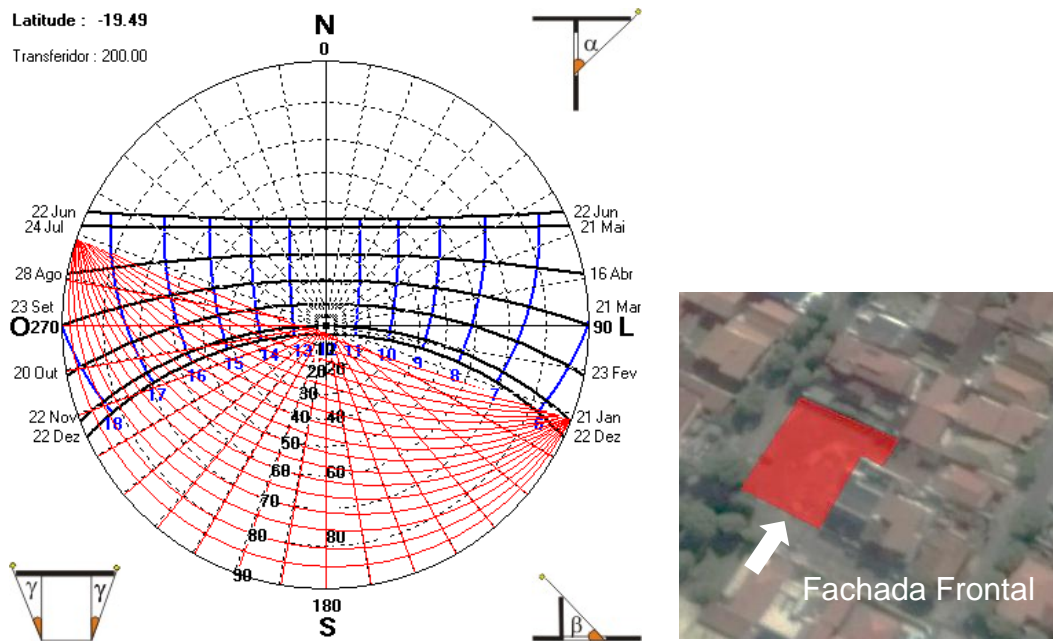 Latitude : -19.49
Transferidor : 200.00
N
0
α
22 Jun
24 Jul
28 Ago
23 Set
O 270
20 Out
22 Nov
22 Dez
22 Jun
21 Mai
16 Abr
21 Mar
90 L
23 Fev
21 Jan
22 Dez
18
17
16
15
14
13
12
11
10
9
8
7
6
10
20
30
40
50
60
70
80
90
20
40
60
80
180
S
γ
γ
β
Fachada Frontal